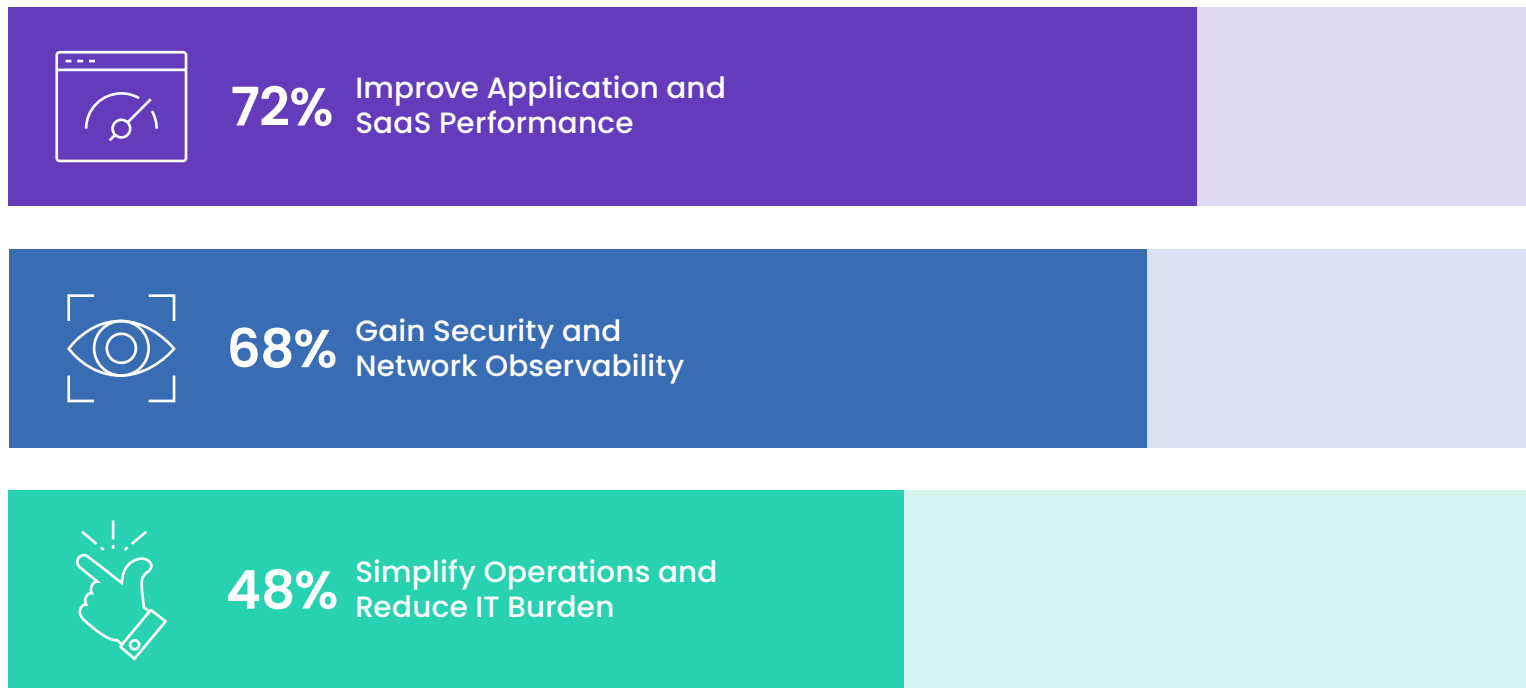 72%
Improve Application and
SaaS Performance
68%
Gain Security and
Network Observability
48%
Simplify Operations and
Reduce IT Burden